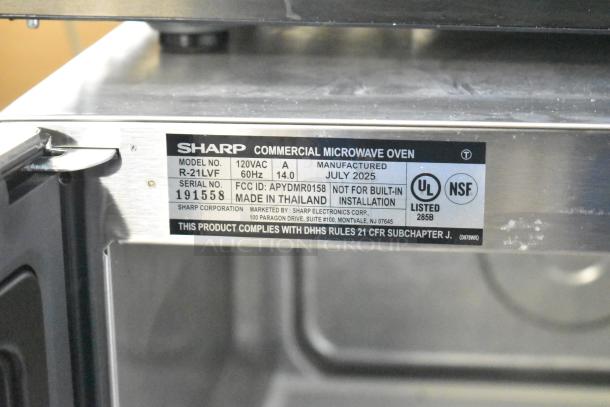 SHARP COMMERCIAL MICROWAVE OVEN T
MODEL NO. R-21LVF 120VAC 60Hz A 14.0 MANUFACTURED JULY 2025
SERIAL NO. 191558 FCC ID: APYDMR0158 MADE IN THAILAND NOT FOR BUILT-IN INSTALLATION
UL LISTED 285B NSF
SHARP CORPORATION MARKETED BY: SHARP ELECTRONICS CORP.
100 PARAGON DRIVE, SUITE #100, MONTVALE, NJ 07645
THIS PRODUCT COMPLIES WITH DHHS RULES 21 CFR SUBCHAPTER J.
AUCTION GROUP